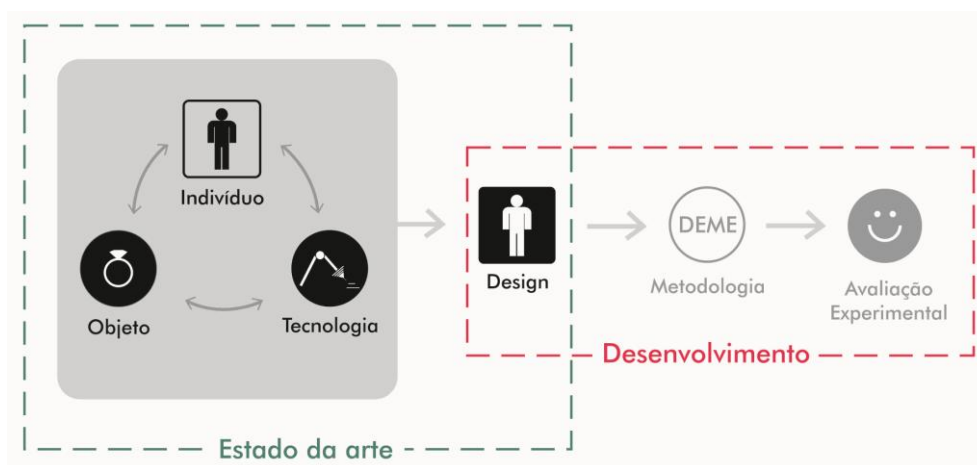 Indivíduo
Objeto
Tecnologia
Design
DEME
Metodologia
Avaliação
Experimental
Desenvolvimento
Estado da arte